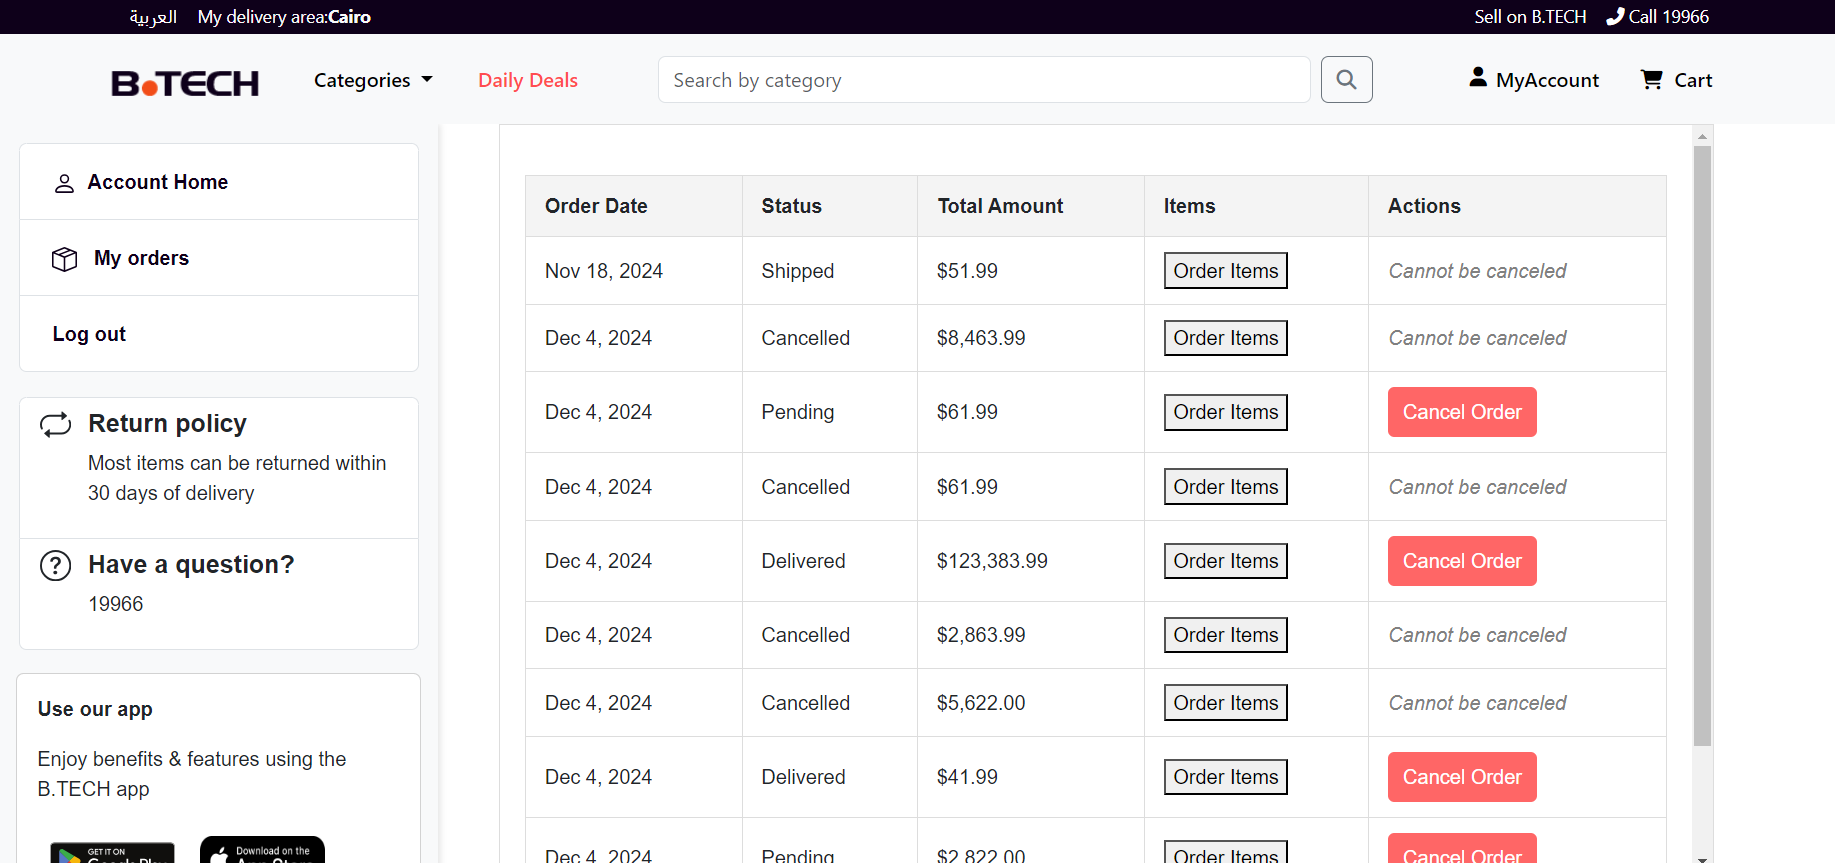 العربية My delivery area:Cairo Sell on B.TECH Call 19966
B.TECH Categories Daily Deals Search by category MyAccount Cart
Account Home
My orders
Log out
Return policy
Most items can be returned within
30 days of delivery
Have a question?
19966
Use our app
Enjoy benefits & features using the
B.TECH app
GET IT ON
Google Play
Download on the
App Store
Order Date Status Total Amount Items Actions
Nov 18, 2024 Shipped $51.99 Order Items Cannot be canceled
Dec 4, 2024 Cancelled $8,463.99 Order Items Cannot be canceled
Dec 4, 2024 Pending $61.99 Order Items Cancel Order
Dec 4, 2024 Cancelled $61.99 Order Items Cannot be canceled
Dec 4, 2024 Delivered $123,383.99 Order Items Cancel Order
Dec 4, 2024 Cancelled $2,863.99 Order Items Cannot be canceled
Dec 4, 2024 Cancelled $5,622.00 Order Items Cannot be canceled
Dec 4, 2024 Delivered $41.99 Order Items Cancel Order
Dec 4, 2024 Pending $2,822.00 Order Items Cancel Order